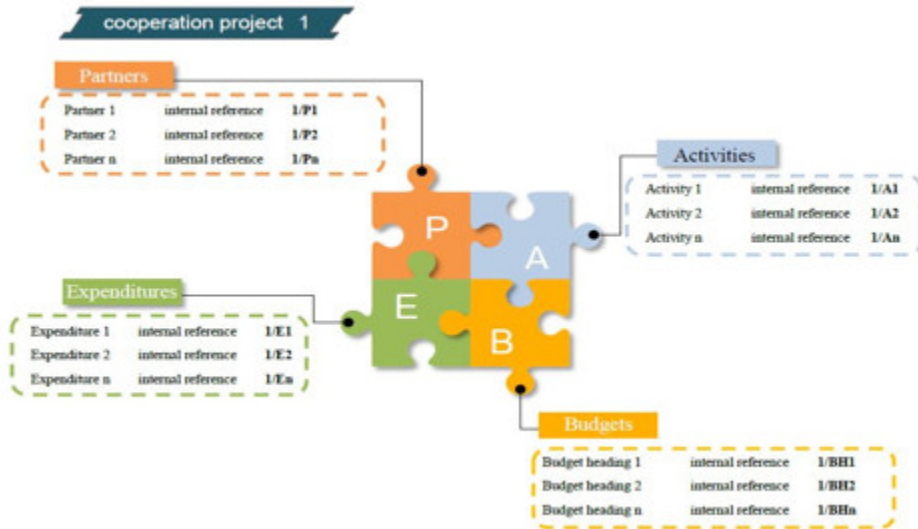 cooperation project 1
Partners
Partner 1 internal reference 1/P1
Partner 2 internal reference 1/P2
Partner n internal reference 1/Pn
Activities
Activity 1 internal reference 1/A1
Activity 2 internal reference 1/A2
Activity n internal reference 1/An
P
A
E
B
Expenditures
Expenditure 1 internal reference 1/E1
Expenditure 2 internal reference 1/E2
Expenditure n internal reference 1/En
Budgets
Budget heading 1 internal reference 1/BH1
Budget heading 2 internal reference 1/BH2
Budget heading n internal reference 1/BHn